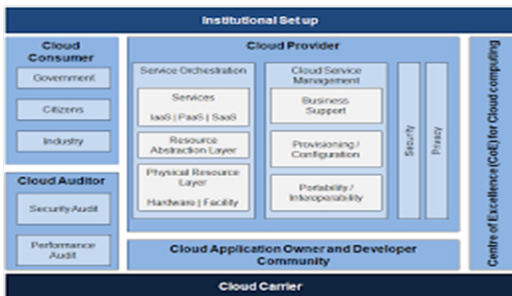 Institutional Setup
Cloud
Consumer
Government
Citizens
Industry
Cloud Auditor
Security Audit
Performance
Audit
Cloud Provider
Service Orchestration
Services
IaaS | PaaS | SaaS
Resource
Abstraction Layer
Physical Resource
Layer
Hardware | Facility
Cloud Service
Management
Business
Support
Provisioning /
Configuration
Portability /
Interoperability
Security
Privacy
Cloud Application Owner and Developer
Community
Centre of Excellence (CoE) for Cloud computing
Cloud Carrier